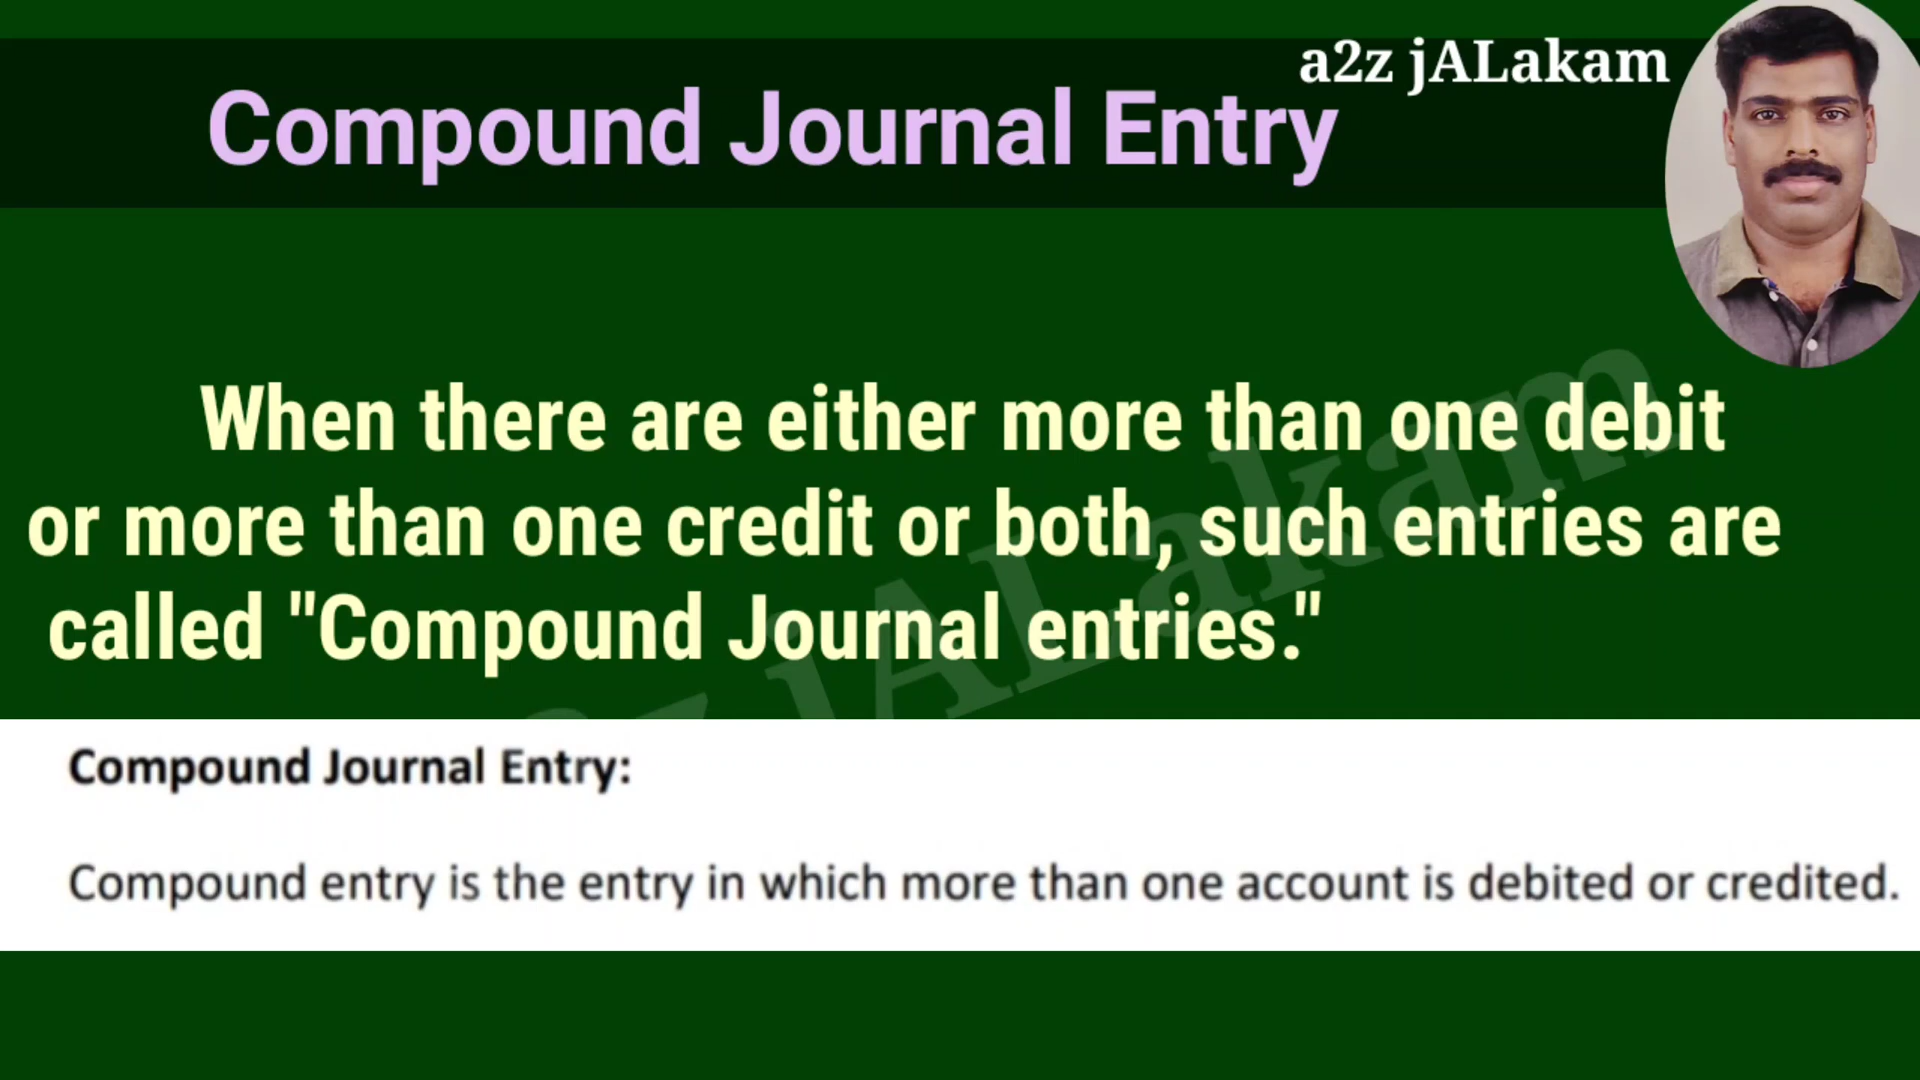 a2z jALakam
Compound Journal Entry
When there are either more than one debit
or more than one credit or both, such entries are
called "Compound Journal entries."
jALakam
Compound Journal Entry:
Compound entry is the entry in which more than one account is debited or credited.